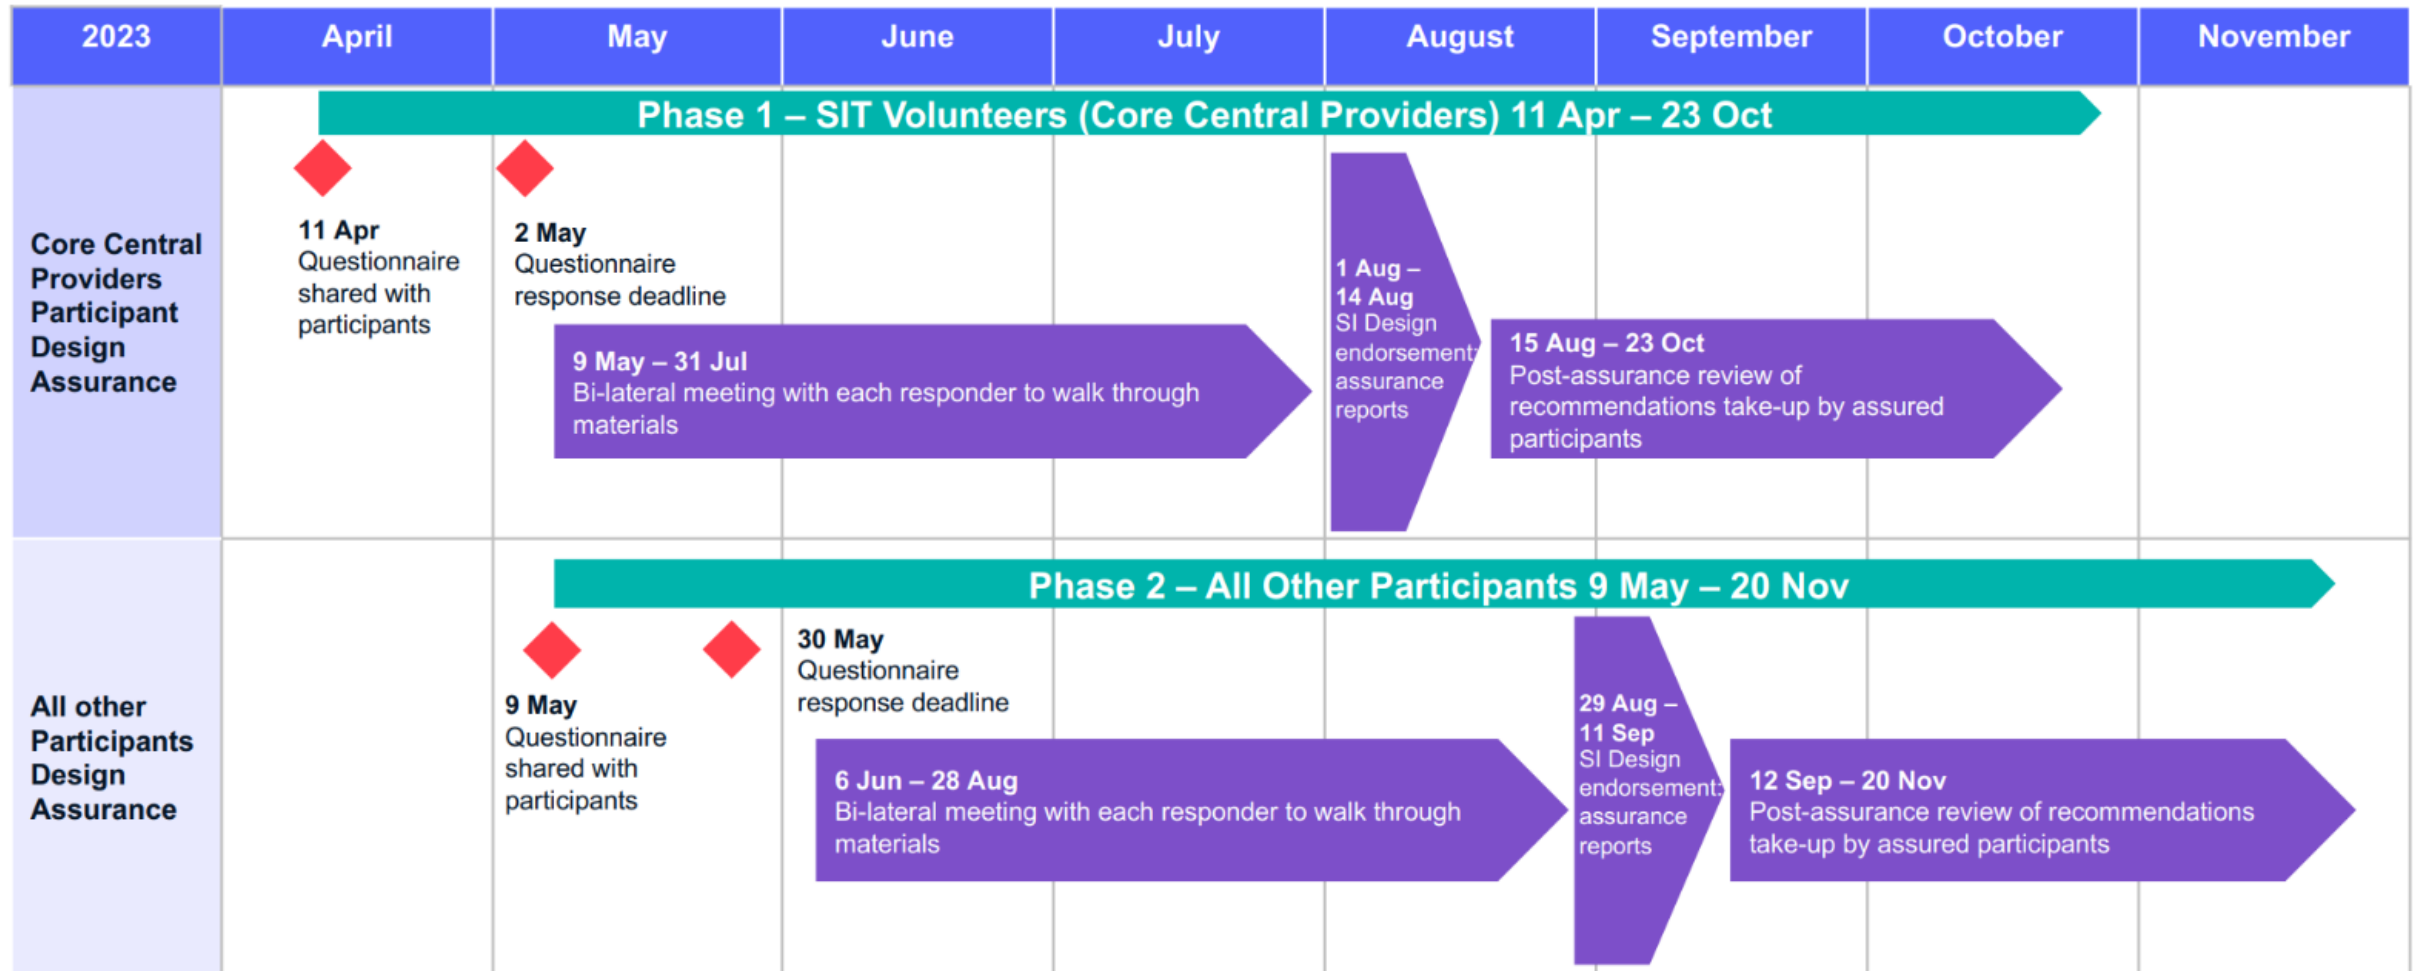 2023 April May June July August September October November
Phase 1 – SIT Volunteers (Core Central Providers) 11 Apr – 23 Oct
Core Central
Providers
Participant
Design
Assurance
11 Apr
Questionnaire
shared with
participants
2 May
Questionnaire
response deadline
9 May – 31 Jul
Bi-lateral meeting with each responder to walk through
materials
1 Aug –
14 Aug
SI Design
endorsement:
assurance
reports
15 Aug – 23 Oct
Post-assurance review of
recommendations take-up by assured
participants
Phase 2 – All Other Participants 9 May – 20 Nov
All other
Participants
Design
Assurance
9 May
Questionnaire
shared with
participants
30 May
Questionnaire
response deadline
6 Jun – 28 Aug
Bi-lateral meeting with each responder to walk through
materials
29 Aug –
11 Sep
SI Design
endorsement:
assurance
reports
12 Sep – 20 Nov
Post-assurance review of recommendations
take-up by assured participants